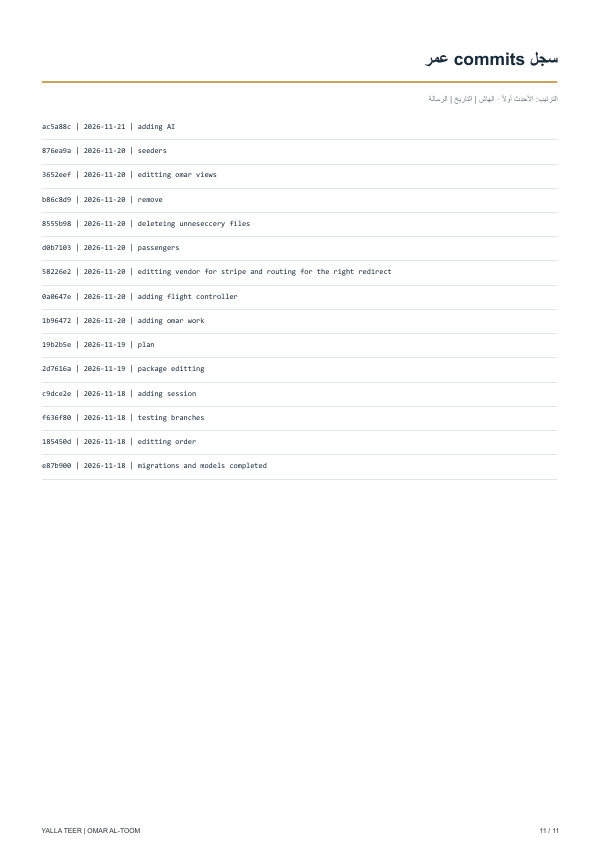 سجل commits عمر
الترتيب: الأحدث أولاً · الهاش | التاريخ | الرسالة
ac5a88c | 2026-11-21 | adding AI
876ea9a | 2026-11-20 | seeders
3652eef | 2026-11-20 | editting omar views
b86c8d9 | 2026-11-20 | remove
8555b98 | 2026-11-20 | deleteing unneseccery files
d0b7103 | 2026-11-20 | passengers
58226e2 | 2026-11-20 | editting vendor for stripe and routing for the right redirect
0a0647e | 2026-11-20 | adding flight controller
1b96472 | 2026-11-20 | adding omar work
19b2b5e | 2026-11-19 | plan
2d7616a | 2026-11-19 | package editting
c9dce2e | 2026-11-18 | adding session
f636f80 | 2026-11-18 | testing branches
185450d | 2026-11-18 | editting order
e87b900 | 2026-11-18 | migrations and models completed
YALLA TEER | OMAR AL-TOOM
11 / 11